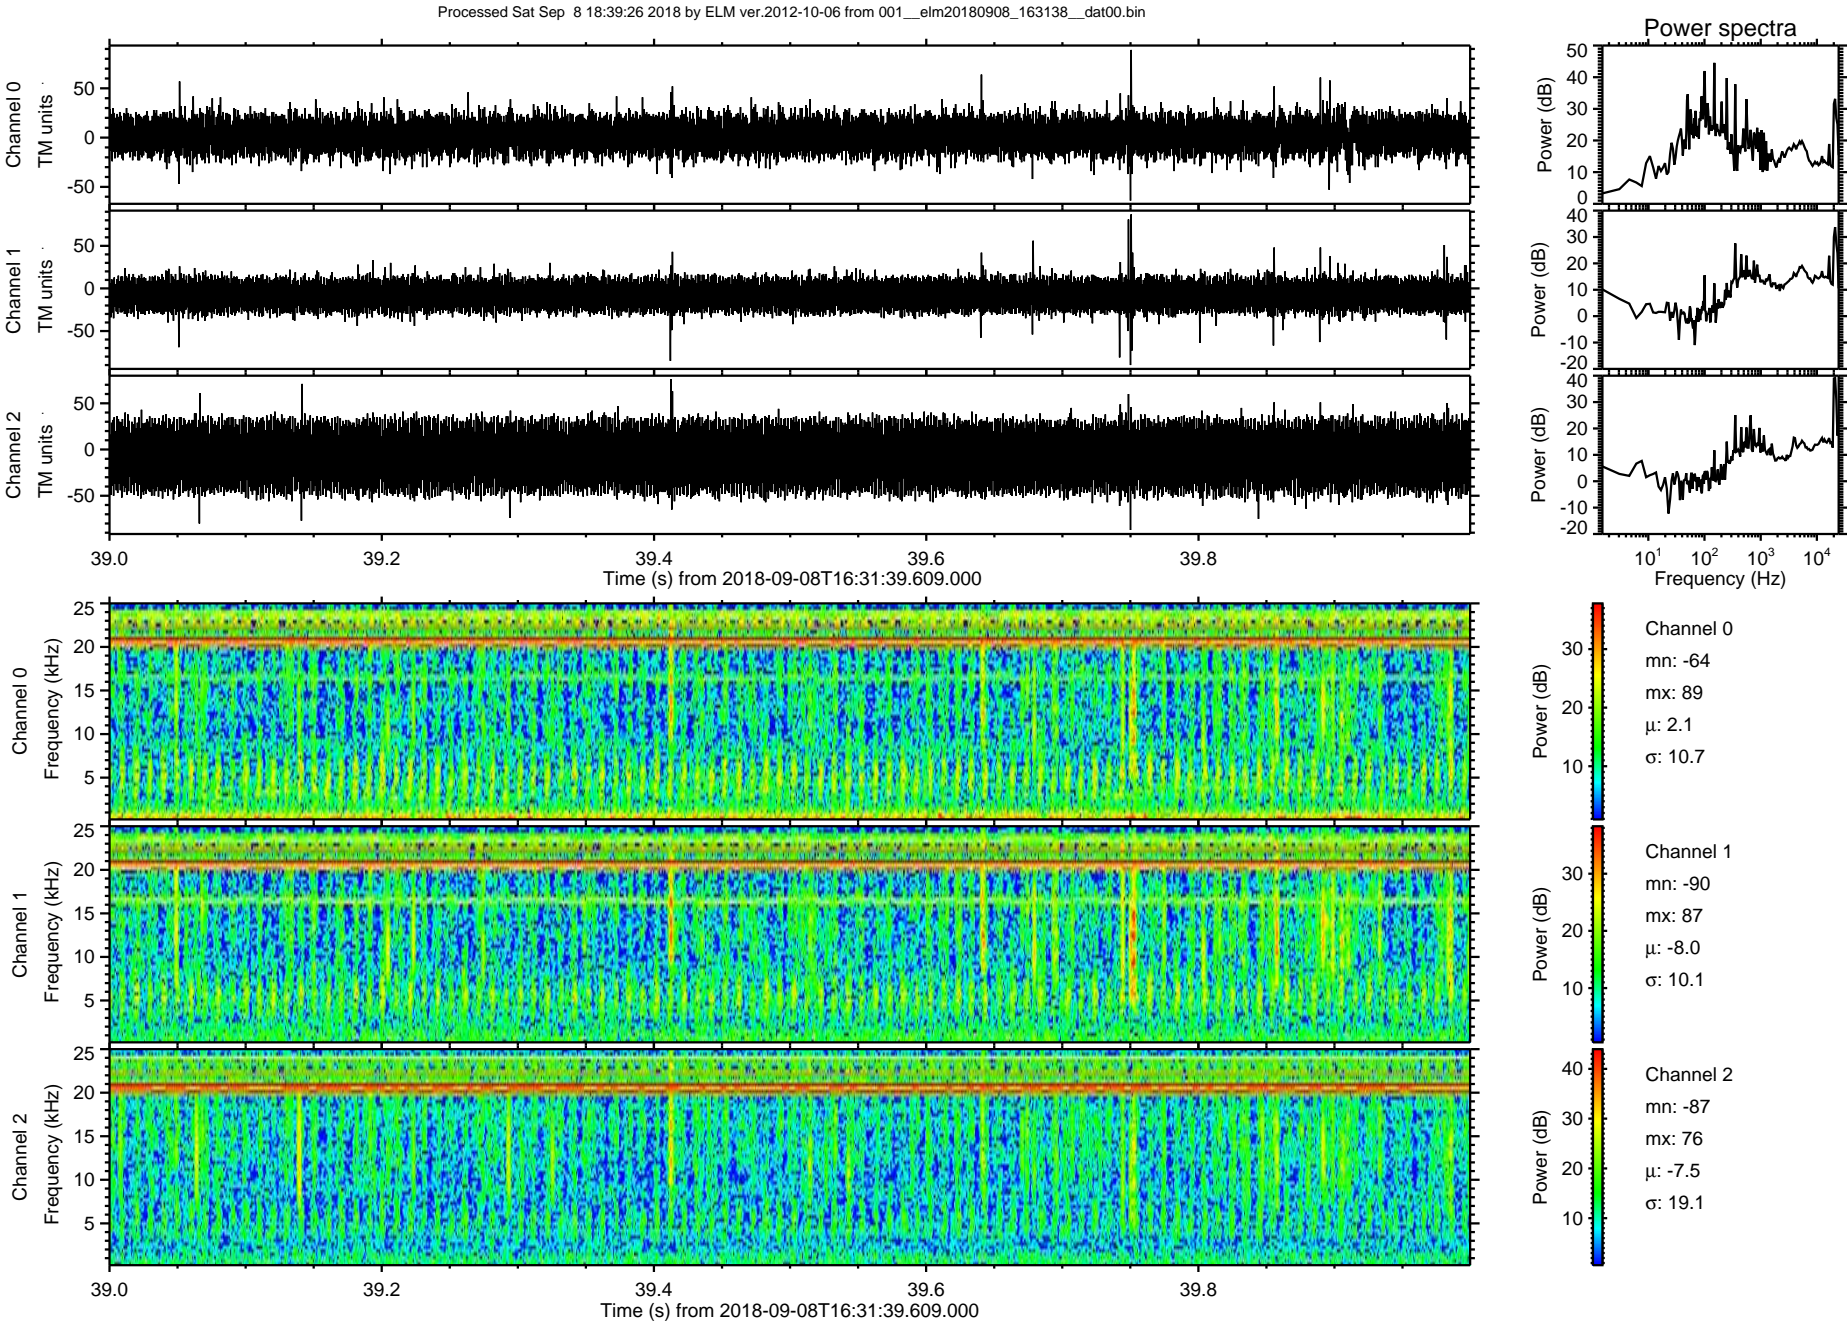 Processed Sat Sep  8 18:39:26 2018 by ELM ver.2012-10-06 from 001__elm20180908_163138__dat00.bin
Power spectra
Channel 0
TM units
50
0
-50
Power (dB)
50
40
30
20
10
0
Channel 1
TM units
50
0
-50
Power (dB)
40
30
20
10
0
-10
-20
Channel 2
TM units
50
0
-50
Power (dB)
40
30
20
10
0
-10
-20
39.0 39.2 39.4 39.6 39.8
Time (s) from 2018-09-08T16:31:39.609.000
10¹ 10² 10³ 10⁴
Frequency (Hz)
Channel 0
Frequency (kHz)
25
20
15
10
5
Power (dB)
30
20
10
Channel 0
mn: -64
mx: 89
μ: 2.1
σ: 10.7
Channel 1
Frequency (kHz)
25
20
15
10
5
Power (dB)
30
20
10
Channel 1
mn: -90
mx: 87
μ: -8.0
σ: 10.1
Channel 2
Frequency (kHz)
25
20
15
10
5
Power (dB)
40
30
20
10
Channel 2
mn: -87
mx: 76
μ: -7.5
σ: 19.1
39.0 39.2 39.4 39.6 39.8
Time (s) from 2018-09-08T16:31:39.609.000